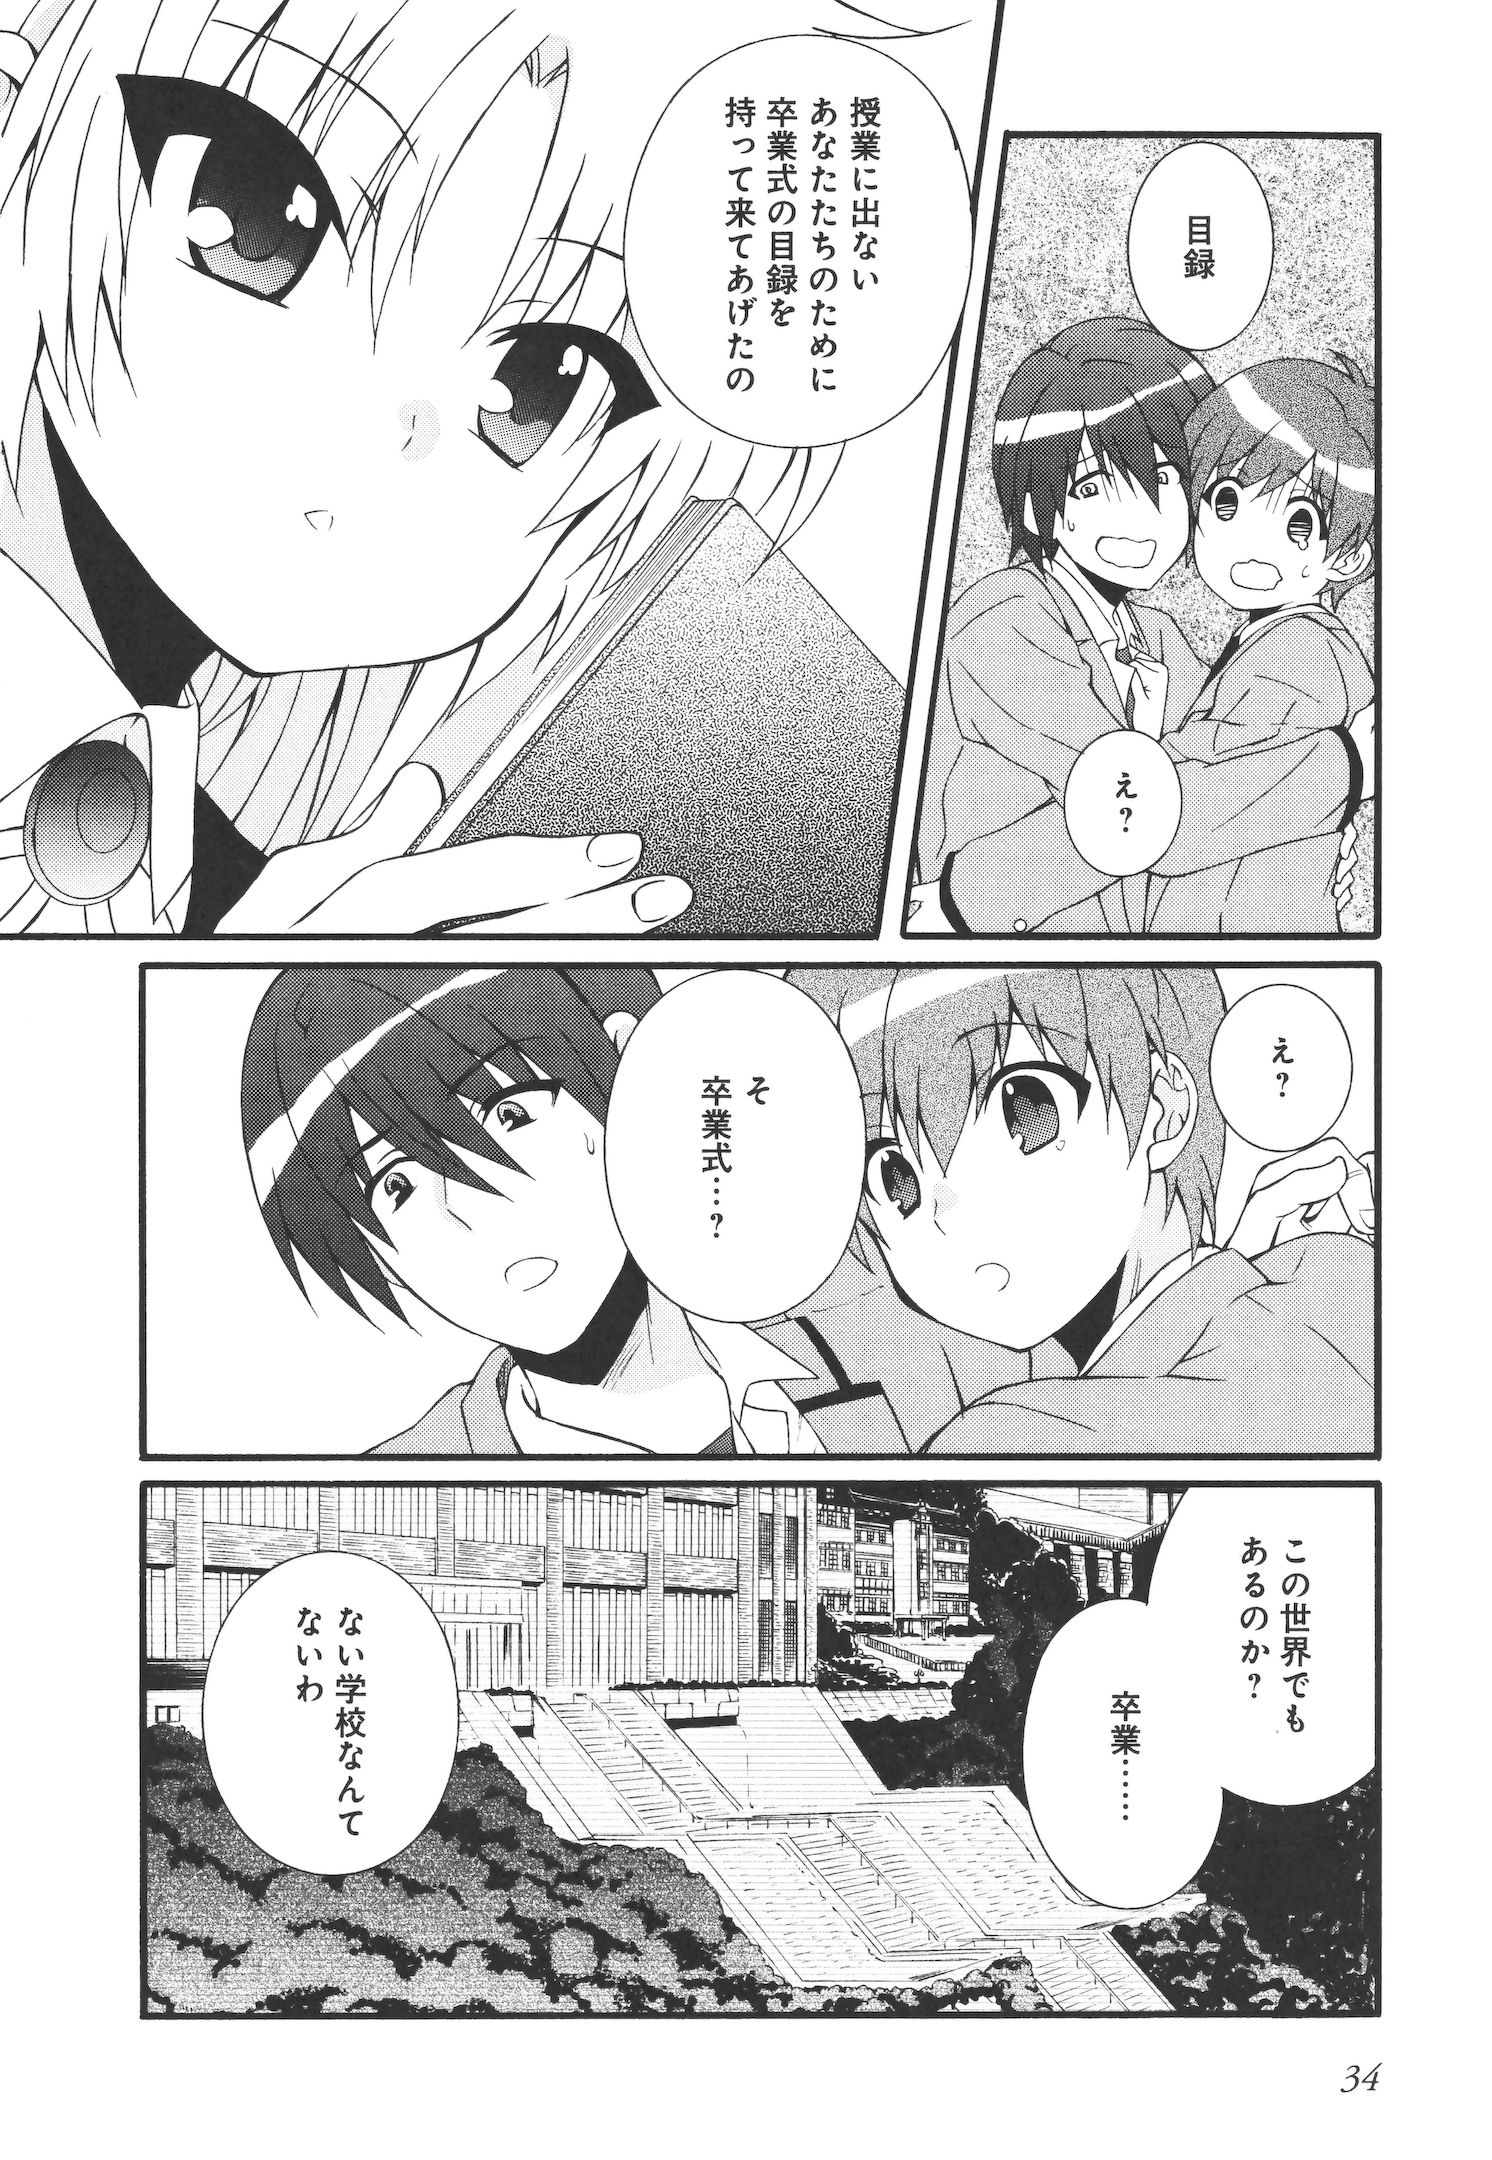 目録
え?
授業に出ない
あなたたちのために
卒業式の目録を
持って来てあげたの
え?
そ
卒業式…?
この世界でも
あるのか?
卒業……
ない学校なんて
ないわ
34